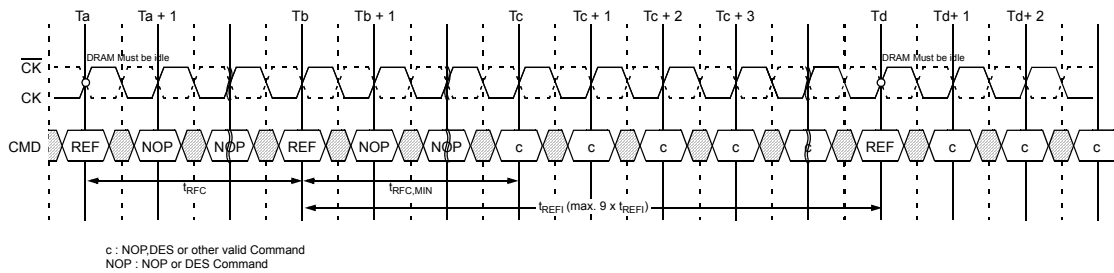 Ta Ta + 1 Tb Tb + 1 Tc Tc + 1 Tc + 2 Tc + 3 Td Td+ 1 Td+ 2
DRAM Must be idle DRAM Must be idle
CK
CK
CMD REF NOP NOP REF NOP NOP c c c c c REF c c c
tRFC tRFC,MIN
tREFI (max. 9 x tREFI)
c : NOP,DES or other valid Command
NOP : NOP or DES Command